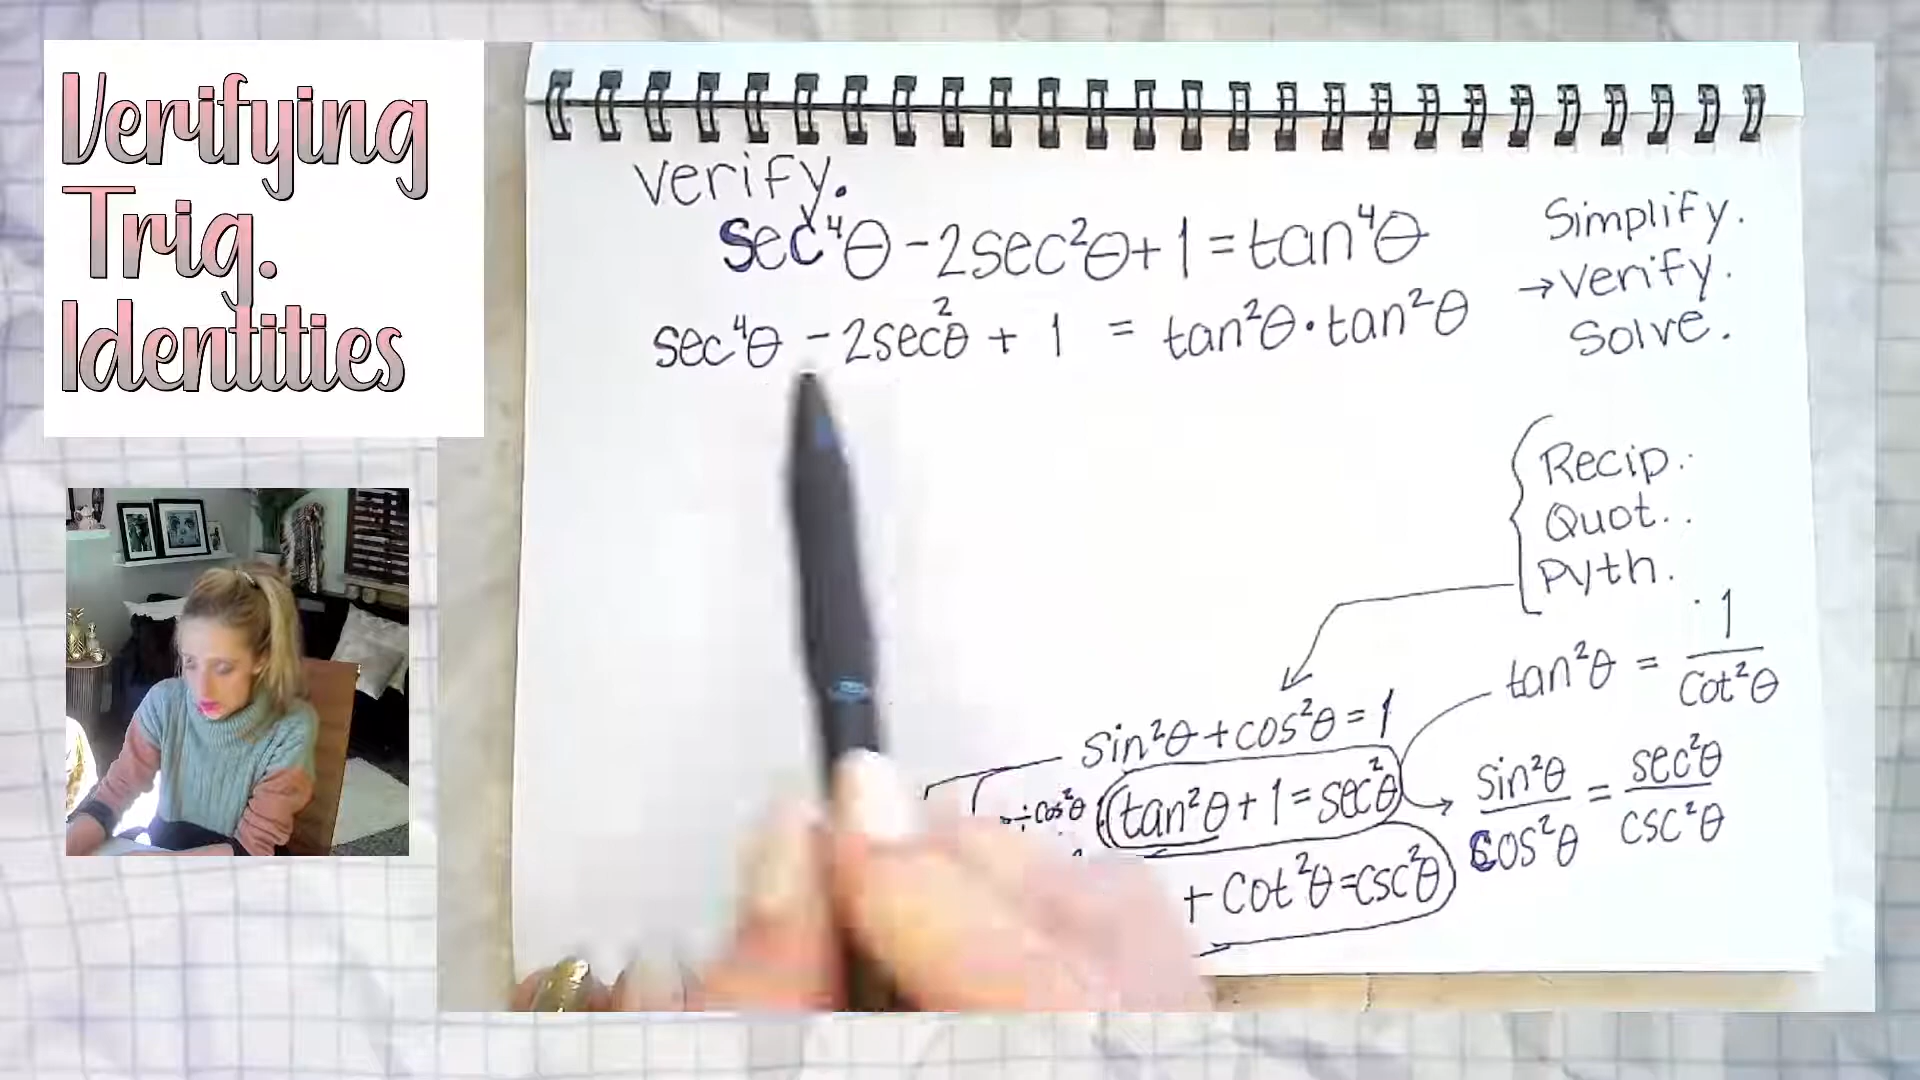 Verifying
Trig.
Identities
Verify.
sec⁴θ - 2sec²θ + 1 = tan⁴θ
sec⁴θ - 2sec²θ + 1 = tan²θ · tan²θ
Simplify.
→ Verify.
Solve.
Recip.
Quot.
Pyth.
tan²θ = 1/cot²θ
sin²θ + cos²θ = 1
÷cos²θ tan²θ + 1 = sec²θ
+ cot²θ = csc²θ
sin²θ/cos²θ = sec²θ/csc²θ